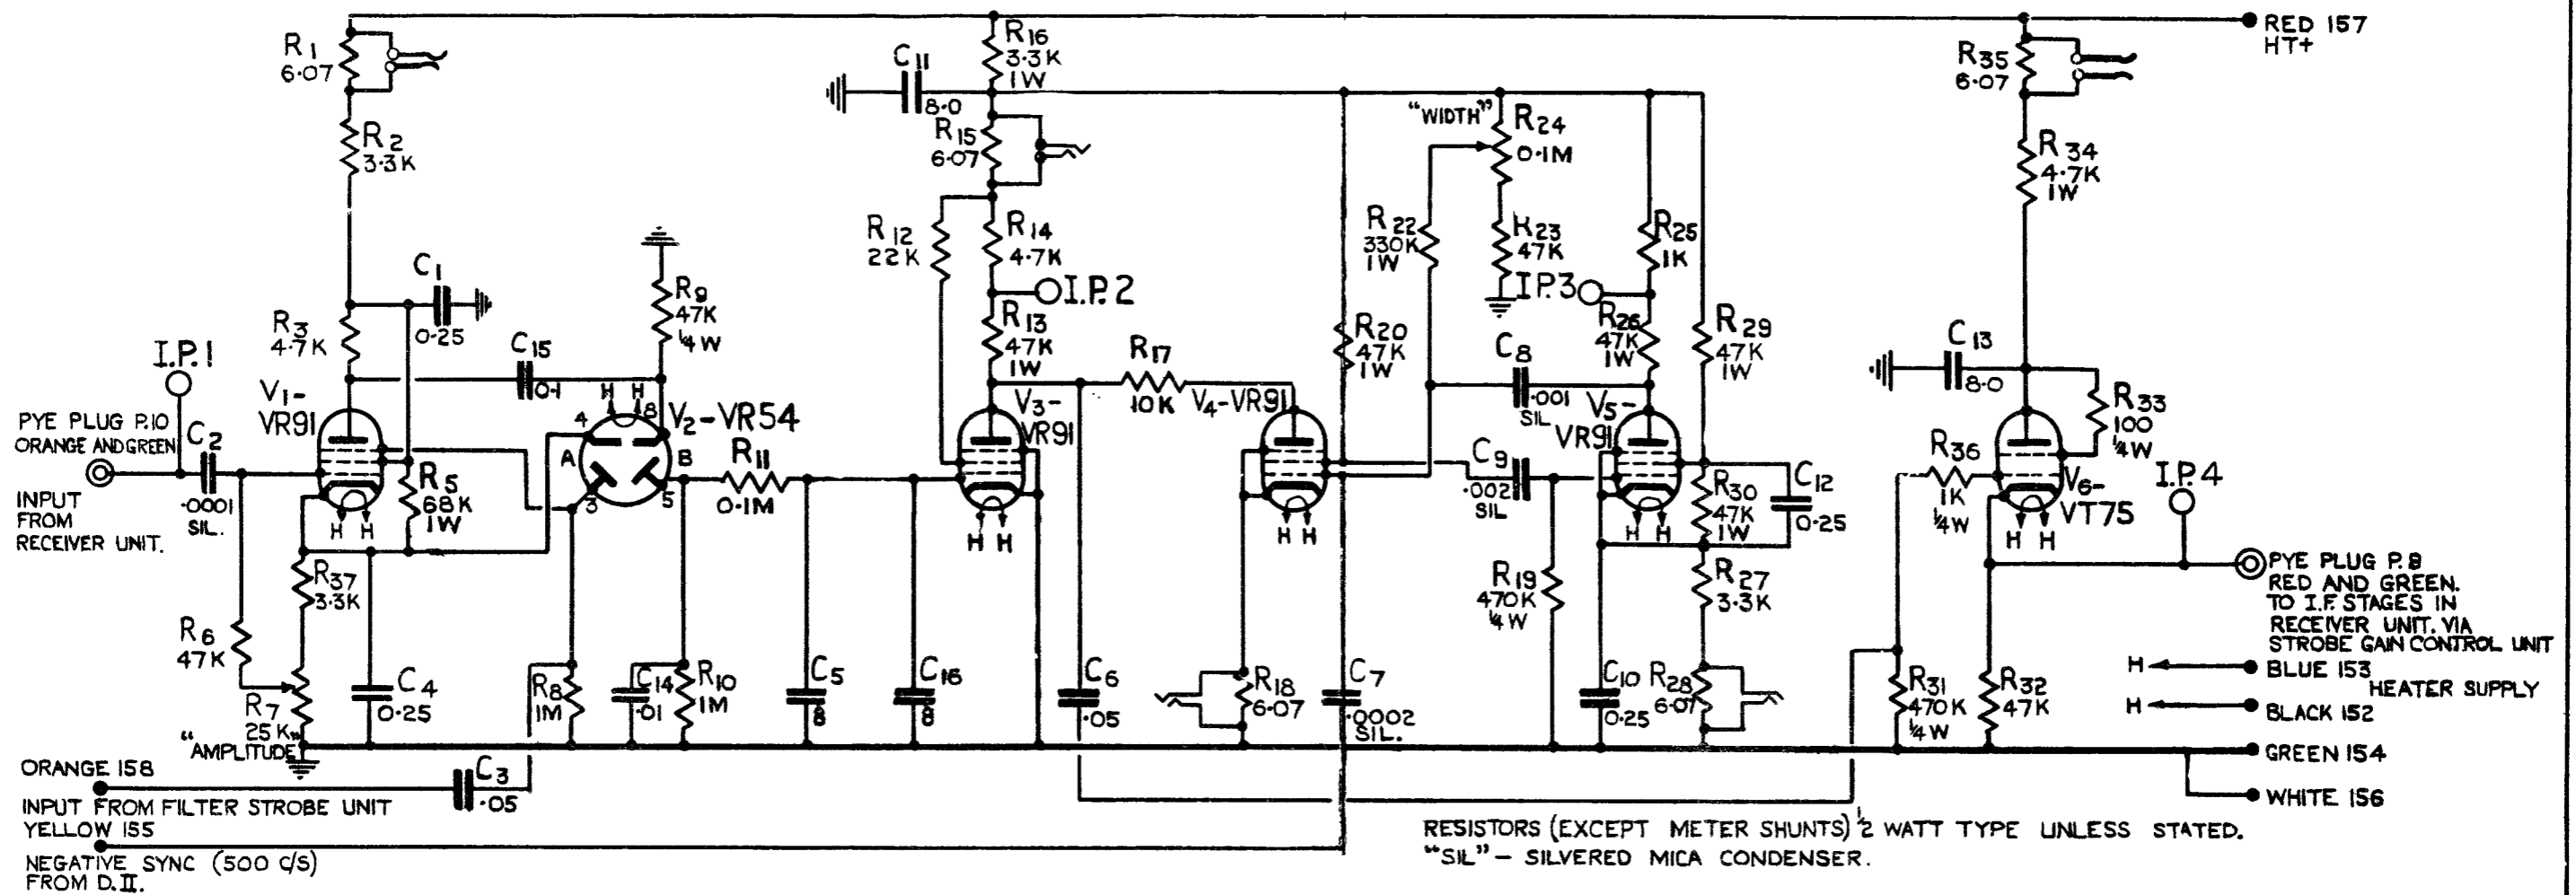 R1
6.07
R2
3.3K
R3
4.7K
C1
0.25
I.P.1
V1-
VR91
PYE PLUG P.10
ORANGE AND GREEN
INPUT
FROM
RECEIVER UNIT.
C2
.0001
SIL.
R5
68K
1W
H H
R37
3.3K
R6
47K
R7
25K
"AMPLITUDE"
C4
0.25
C15
0.1
R9
47K
¼W
H H
4
8
A
B
3
5
V2-VR54
R11
0.1M
R8
1M
C14
.01
R10
1M
C5
8
C16
8
ORANGE 158
C3
.05
INPUT FROM FILTER STROBE UNIT
YELLOW 155
NEGATIVE SYNC (500 C/S)
FROM D.II.
R16
3.3K
1W
C11
8.0
R15
6.07
R12
22K
R14
4.7K
I.P.2
R13
47K
1W
V3-
VR91
H H
R17
10K
V4-VR91
H H
C6
.05
R18
6.07
C7
.0002
SIL.
R20
47K
1W
"WIDTH"
R24
0.1M
R22
330K
1W
R23
47K
R25
1K
I.P.3
R26
47K
1W
R29
47K
1W
C8
.001
SIL
V5-
VR91
H H
C9
.002
SIL
R30
47K
1W
C12
0.25
R19
470K
¼W
R27
3.3K
C10
0.25
R28
6.07
R35
6.07
R34
4.7K
1W
C13
8.0
R33
100
¼W
R36
1K
¼W
V6-
VT75
H H
I.P.4
R31
470K
¼W
R32
47K
RED 157
HT+
PYE PLUG P.8
RED AND GREEN.
TO I.F. STAGES IN
RECEIVER UNIT. VIA
STROBE GAIN CONTROL UNIT
H
BLUE 153
HEATER SUPPLY
H
BLACK 152
GREEN 154
WHITE 156
RESISTORS (EXCEPT METER SHUNTS) ½ WATT TYPE UNLESS STATED.
"SIL" - SILVERED MICA CONDENSER.